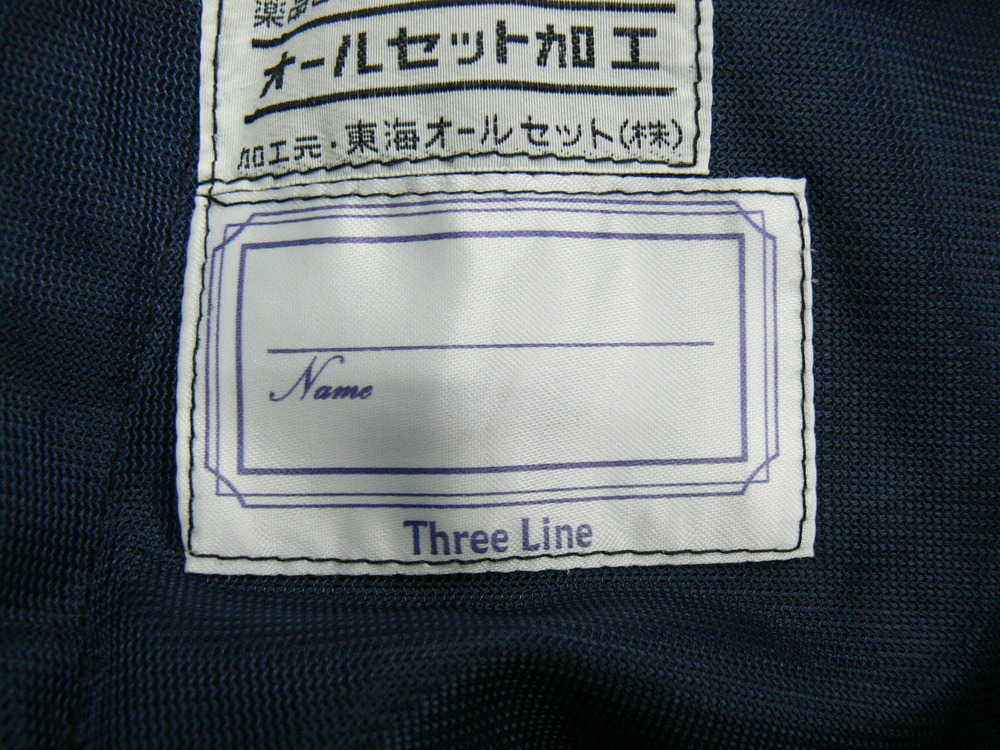 オールセット加工
加工元・東海オールセット(株)
Name
Three Line